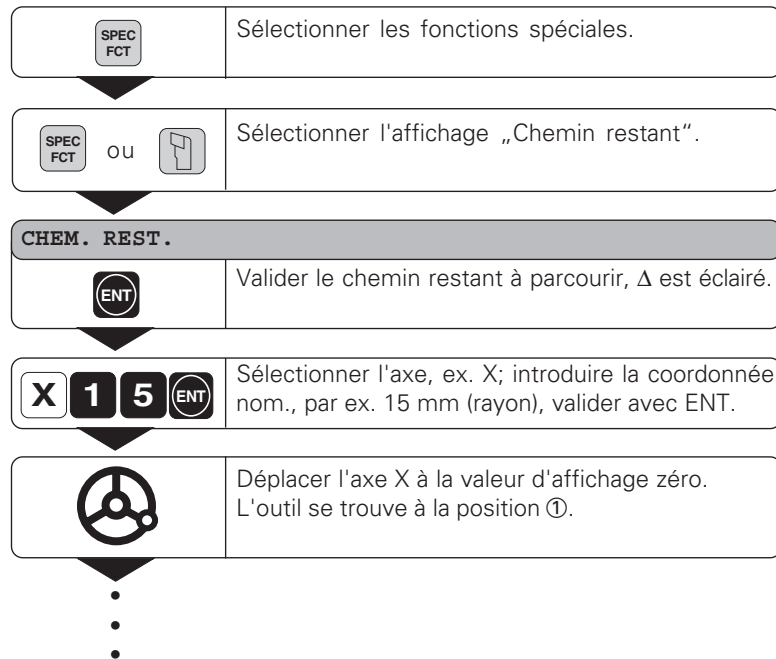 SPEC
FCT
Sélectionner les fonctions spéciales.
SPEC
FCT
ou
Sélectionner l'affichage „Chemin restant“.
CHEM. REST.
ENT
Valider le chemin restant à parcourir, Δ est éclairé.
X 1 5 ENT
Sélectionner l'axe, ex. X; introduire la coordonnée
nom., par ex. 15 mm (rayon), valider avec ENT.
Déplacer l'axe X à la valeur d'affichage zéro.
L'outil se trouve à la position ①.